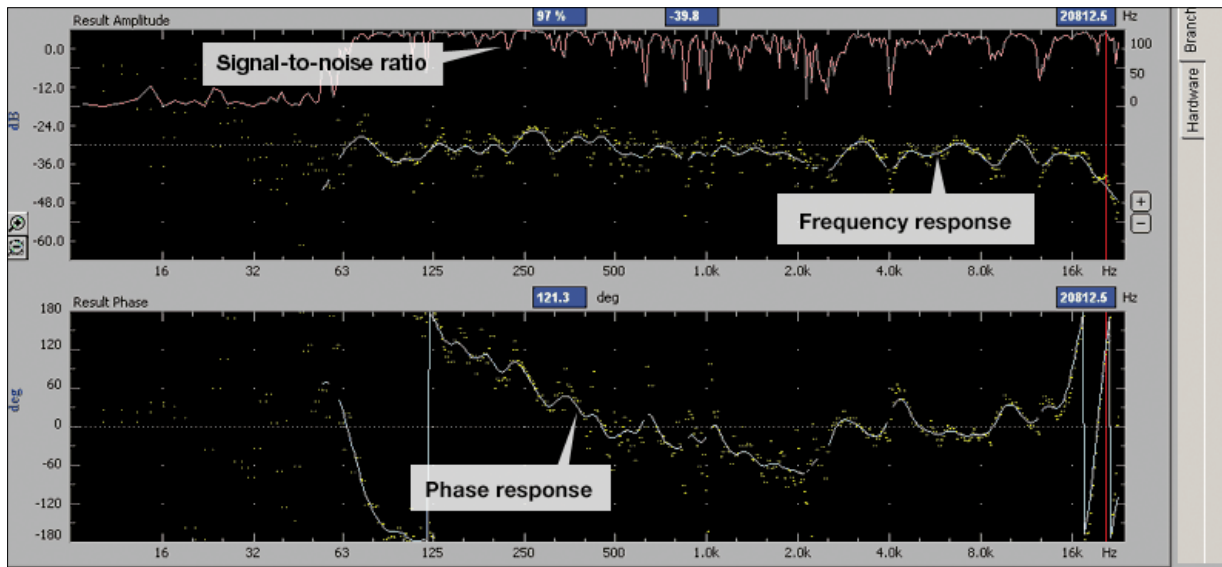 Result Amplitude
97 %
-39.8
20812.5 Hz
0.0
-12.0
-24.0
-36.0
-48.0
-60.0
dB
100
50
0
Signal-to-noise ratio
Frequency response
+
−
16 32 63 125 250 500 1.0k 2.0k 4.0k 8.0k 16k Hz
Result Phase
121.3 deg
20812.5 Hz
180
120
60
0
-60
-120
-180
deg
Phase response
16 32 63 125 250 500 1.0k 2.0k 4.0k 8.0k 16k Hz
Branch
Hardware